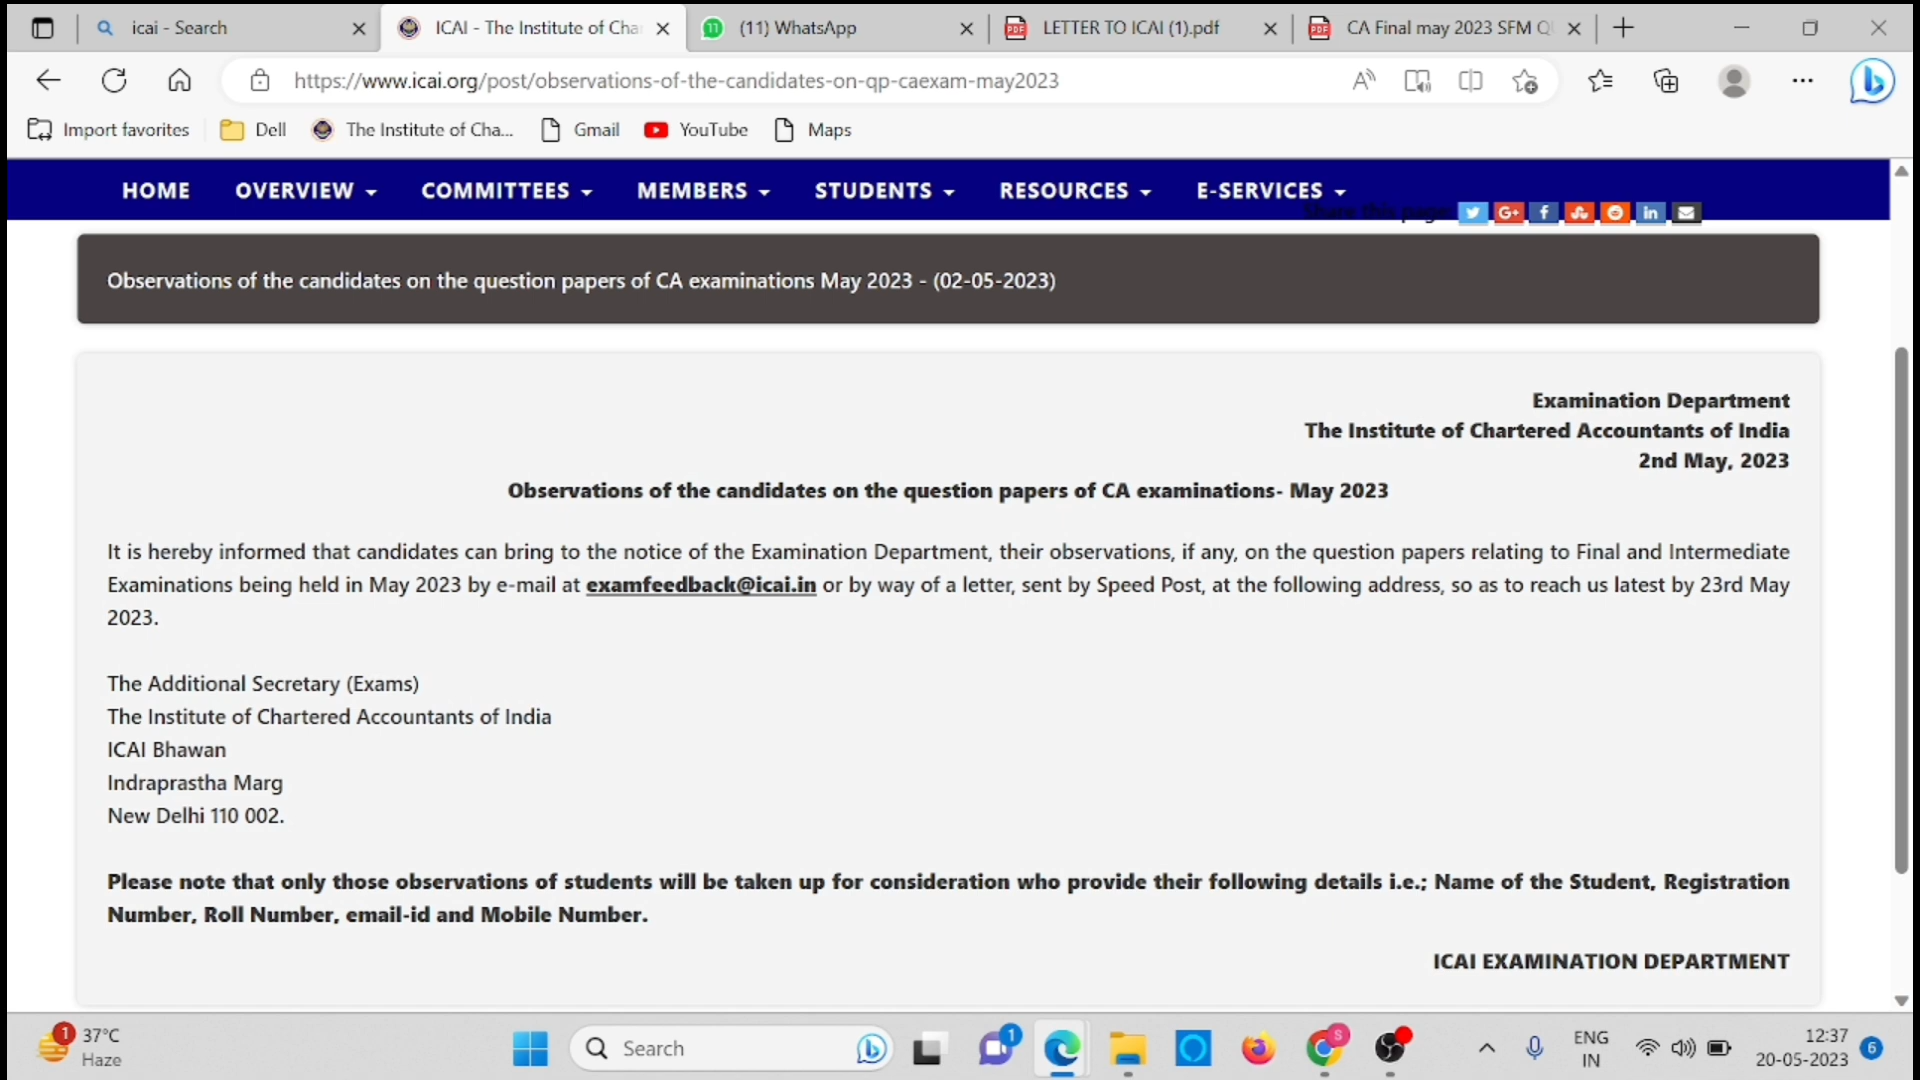 icai - Search
ICAI - The Institute of Cha
(11) WhatsApp
LETTER TO ICAI (1).pdf
CA Final may 2023 SFM Q
https://www.icai.org/post/observations-of-the-candidates-on-qp-caexam-may2023
Import favorites
Dell
The Institute of Cha...
Gmail
YouTube
Maps
HOME
OVERVIEW
COMMITTEES
MEMBERS
STUDENTS
RESOURCES
E-SERVICES
Share this page:
Observations of the candidates on the question papers of CA examinations May 2023 - (02-05-2023)
Examination Department
The Institute of Chartered Accountants of India
2nd May, 2023
Observations of the candidates on the question papers of CA examinations- May 2023
It is hereby informed that candidates can bring to the notice of the Examination Department, their observations, if any, on the question papers relating to Final and Intermediate
Examinations being held in May 2023 by e-mail at examfeedback@icai.in or by way of a letter, sent by Speed Post, at the following address, so as to reach us latest by 23rd May
2023.
The Additional Secretary (Exams)
The Institute of Chartered Accountants of India
ICAI Bhawan
Indraprastha Marg
New Delhi 110 002.
Please note that only those observations of students will be taken up for consideration who provide their following details i.e.; Name of the Student, Registration
Number, Roll Number, email-id and Mobile Number.
ICAI EXAMINATION DEPARTMENT
1
37°C
Haze
Search
1
S
ENG
IN
12:37
20-05-2023
6